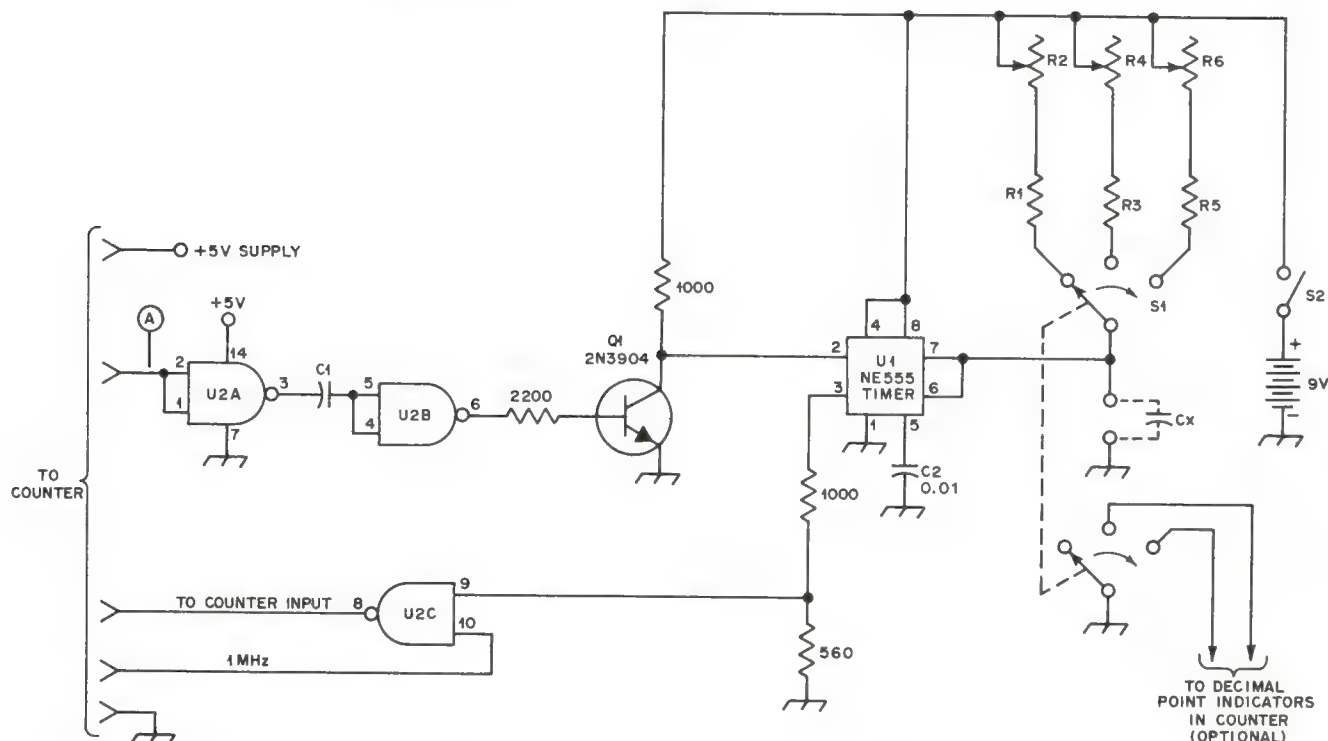 R2
R4
R6
R1
R3
R5
+5V SUPPLY
1000
S1
S2
+5V
A
Q1
2N3904
4
8
2
14
C1
2
U1
7
+
NE555
TIMER
9V
U2A
3
5
U2B
6
2200
3
6
−
1
4
1
5
Cx
7
TO
COUNTER
C2
0.01
1000
TO COUNTER INPUT
8
U2C
9
10
1MHz
560
TO DECIMAL
POINT INDICATORS
IN COUNTER
(OPTIONAL)